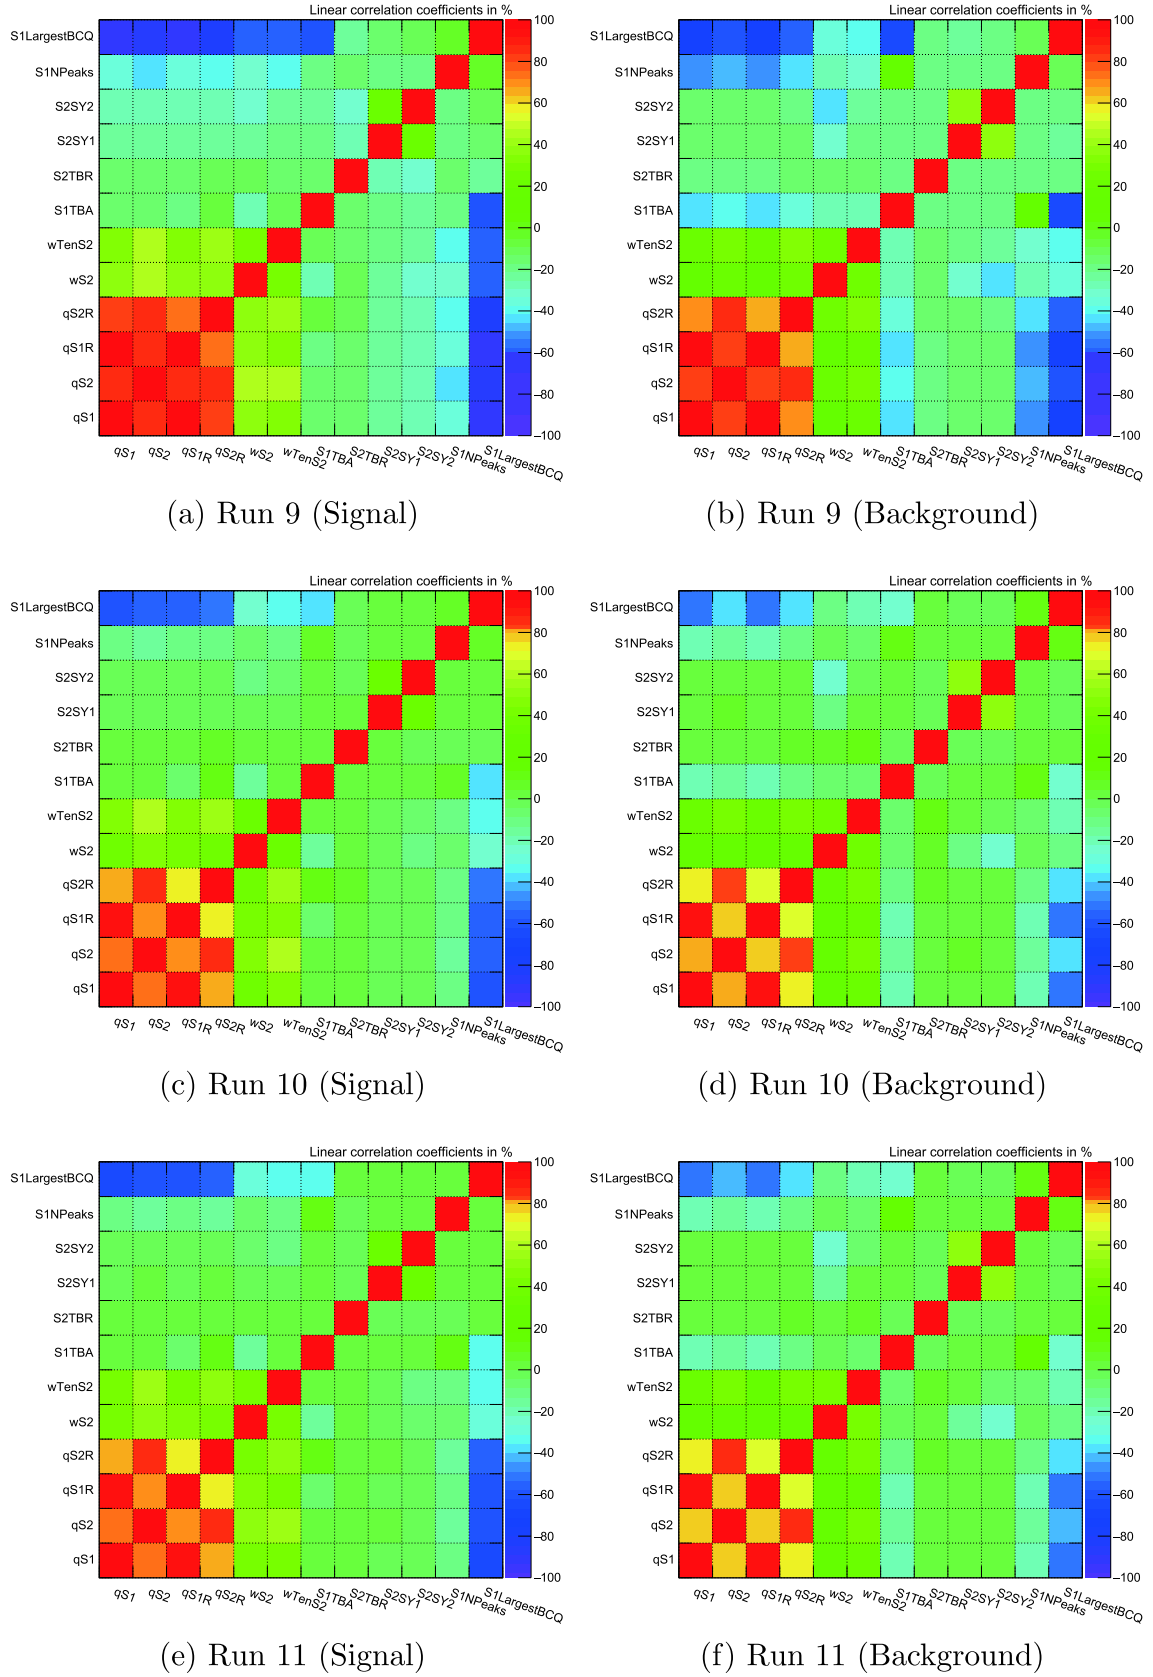 Linear correlation coefficients in %
S1LargestBCQ
S1NPeaks
S2SY2
S2SY1
S2TBR
S1TBA
wTenS2
wS2
qS2R
qS1R
qS2
qS1
100
80
60
40
20
0
−20
−40
−60
−80
−100
qS1 qS2 qS1R qS2R wS2 wTenS2 S1TBA S2TBR S2SY1 S2SY2 S1NPeaks S1LargestBCQ
(a) Run 9 (Signal)
Linear correlation coefficients in %
S1LargestBCQ
S1NPeaks
S2SY2
S2SY1
S2TBR
S1TBA
wTenS2
wS2
qS2R
qS1R
qS2
qS1
100
80
60
40
20
0
−20
−40
−60
−80
−100
qS1 qS2 qS1R qS2R wS2 wTenS2 S1TBA S2TBR S2SY1 S2SY2 S1NPeaks S1LargestBCQ
(b) Run 9 (Background)
Linear correlation coefficients in %
S1LargestBCQ
S1NPeaks
S2SY2
S2SY1
S2TBR
S1TBA
wTenS2
wS2
qS2R
qS1R
qS2
qS1
100
80
60
40
20
0
−20
−40
−60
−80
−100
qS1 qS2 qS1R qS2R wS2 wTenS2 S1TBA S2TBR S2SY1 S2SY2 S1NPeaks S1LargestBCQ
(c) Run 10 (Signal)
Linear correlation coefficients in %
S1LargestBCQ
S1NPeaks
S2SY2
S2SY1
S2TBR
S1TBA
wTenS2
wS2
qS2R
qS1R
qS2
qS1
100
80
60
40
20
0
−20
−40
−60
−80
−100
qS1 qS2 qS1R qS2R wS2 wTenS2 S1TBA S2TBR S2SY1 S2SY2 S1NPeaks S1LargestBCQ
(d) Run 10 (Background)
Linear correlation coefficients in %
S1LargestBCQ
S1NPeaks
S2SY2
S2SY1
S2TBR
S1TBA
wTenS2
wS2
qS2R
qS1R
qS2
qS1
100
80
60
40
20
0
−20
−40
−60
−80
−100
qS1 qS2 qS1R qS2R wS2 wTenS2 S1TBA S2TBR S2SY1 S2SY2 S1NPeaks S1LargestBCQ
(e) Run 11 (Signal)
Linear correlation coefficients in %
S1LargestBCQ
S1NPeaks
S2SY2
S2SY1
S2TBR
S1TBA
wTenS2
wS2
qS2R
qS1R
qS2
qS1
100
80
60
40
20
0
−20
−40
−60
−80
−100
qS1 qS2 qS1R qS2R wS2 wTenS2 S1TBA S2TBR S2SY1 S2SY2 S1NPeaks S1LargestBCQ
(f) Run 11 (Background)